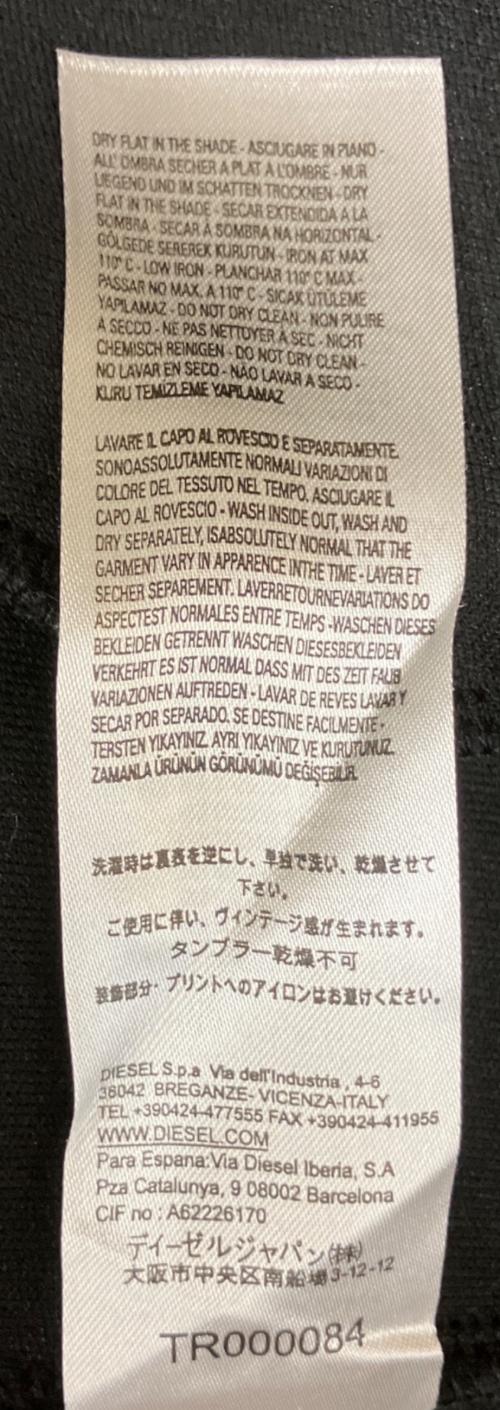 DRY FLAT IN THE SHADE - ASCIUGARE IN PIANO -
ALL' OMBRA SECHER A PLAT A L'OMBRE - NUR
LIEGEND UND IM SCHATTEN TROCKNEN - DRY
FLAT IN THE SHADE - SECAR EXTENDIDA A LA
SOMBRA - SECAR À SOMBRA NA HORIZONTAL -
GÖLGEDE SEREREK KURUTUN - IRON AT MAX
110° C - LOW IRON - PLANCHAR 110° C MAX -
PASSAR NO MAX. A 110° C - SICAK ÜTÜLEME
YAPILAMAZ - DO NOT DRY CLEAN - NON PULIRE
A SECCO - NE PAS NETTOYER À SEC - NICHT
CHEMISCH REINIGEN - DO NOT DRY CLEAN -
NO LAVAR EN SECO - NÃO LAVAR A SECO -
KURU TEMIZLEME YAPILAMAZ
LAVARE IL CAPO AL ROVESCIO E SEPARATAMENTE.
SONOASSOLUTAMENTE NORMALI VARIAZIONI DI
COLORE DEL TESSUTO NEL TEMPO. ASCIUGARE IL
CAPO AL ROVESCIO - WASH INSIDE OUT, WASH AND
DRY SEPARATELY, ISABSOLUTELY NORMAL THAT THE
GARMENT VARY IN APPARENCE INTHE TIME - LAVER ET
SECHER SEPAREMENT. LAVERRETOURNEVARIATIONS DO
ASPECTEST NORMALES ENTRE TEMPS -WASCHEN DIESES
BEKLEIDEN GETRENNT WASCHEN DIESESBEKLEIDEN
VERKEHRT ES IST NORMAL DASS MIT DES ZEIT FALIB
VARIAZIONEN AUFTREDEN - LAVAR DE REVES LAVAR Y
SECAR POR SEPARADO. SE DESTINE FACILMENTE -
TERSTEN YIKAYINIZ. AYRI YIKAYINIZ VE KURUTUNUZ.
ZAMANLA ÜRÜNÜN GÖRÜNÜMÜ DEĞİŞEBİLİR.
洗濯時は裏表を逆にし、単独で洗い、乾燥させて
下さい。
ご使用に伴い、ヴィンテージ感が生まれます。
タンブラー乾燥不可
装飾部分・プリントへのアイロンはお避けください。
DIESEL S.p.a Via dell'Industria , 4-6
36042 BREGANZE- VICENZA-ITALY
TEL +390424-477555 FAX +390424-411955
WWW.DIESEL.COM
Para Espana:Via Diesel Iberia, S.A
Pza Catalunya, 9 08002 Barcelona
CIF no : A62226170
ディーゼルジャパン(株)
大阪市中央区南船場3-12-12
TR000084